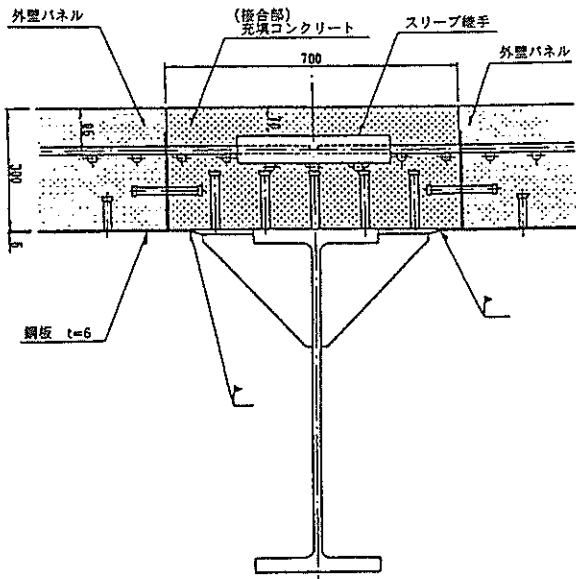 外壁パネル
(接合部)
充填コンクリート
スリーブ継手
外壁パネル
700
鋼板 t=6